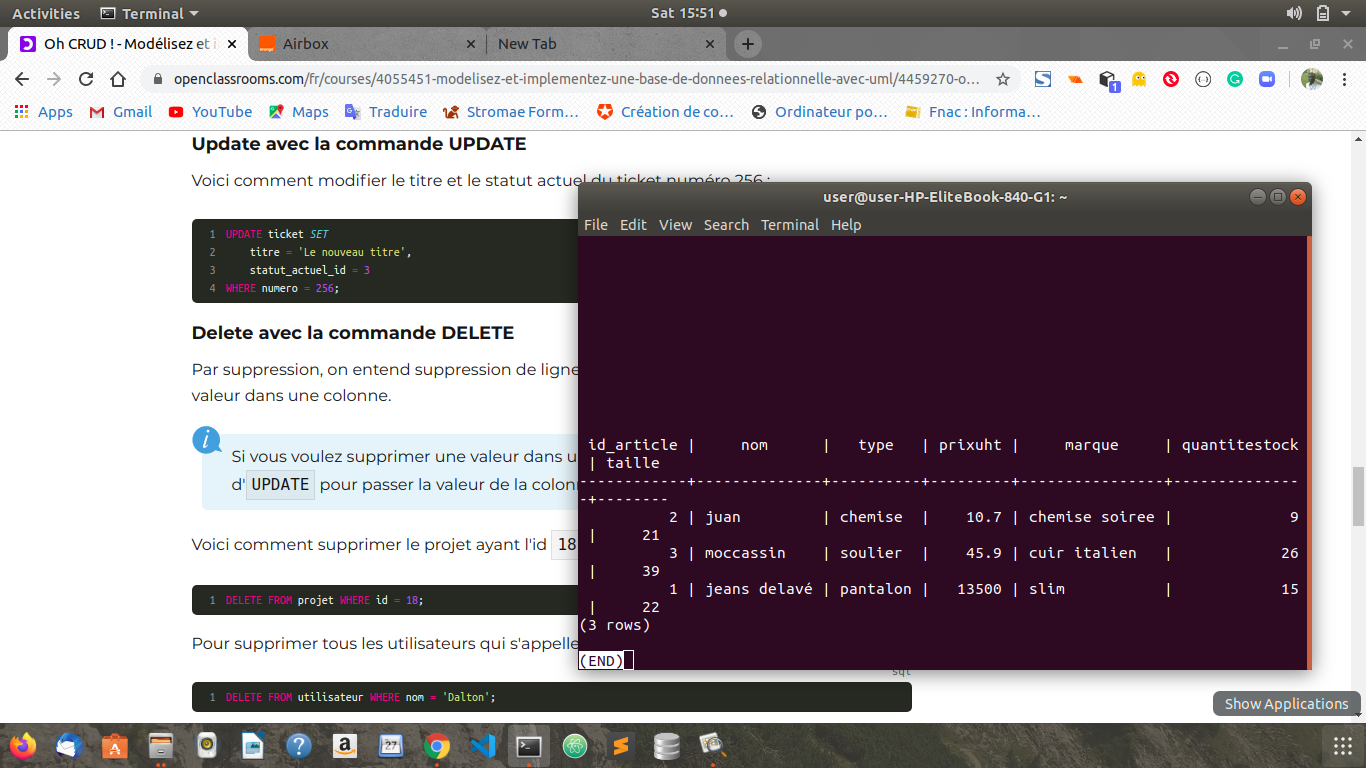 Activities Terminal Sat 15:51
Oh CRUD ! - Modélisez et i Airbox New Tab
openclassrooms.com/fr/courses/4055451-modelisez-et-implementez-une-base-de-donnees-relationnelle-avec-uml/4459270-o…
Apps Gmail YouTube Maps Traduire Stromae Form… Création de co… Ordinateur po… Fnac : Informa…
Update avec la commande UPDATE
Voici comment modifier le titre et le statut actuel du ticket numéro 256 :
1 UPDATE ticket SET
2 titre = 'Le nouveau titre',
3 statut_actuel_id = 3
4 WHERE numero = 256;
Delete avec la commande DELETE
Par suppression, on entend suppression de ligne
valeur dans une colonne.
Si vous voulez supprimer une valeur dans u
d'UPDATE pour passer la valeur de la colonn
Voici comment supprimer le projet ayant l'id 18
1 DELETE FROM projet WHERE id = 18;
Pour supprimer tous les utilisateurs qui s'appelle
sql
1 DELETE FROM utilisateur WHERE nom = 'Dalton';
user@user-HP-EliteBook-840-G1: ~
File Edit View Search Terminal Help
id_article | nom | type | prixuht | marque | quantitestock
| taille
------------+--------------+----------+---------+----------------+--------------
-+--------
2 | juan | chemise | 10.7 | chemise soiree | 9
| 21
3 | moccassin | soulier | 45.9 | cuir italien | 26
| 39
1 | jeans delavé | pantalon | 13500 | slim | 15
| 22
(3 rows)
(END)
Show Applications